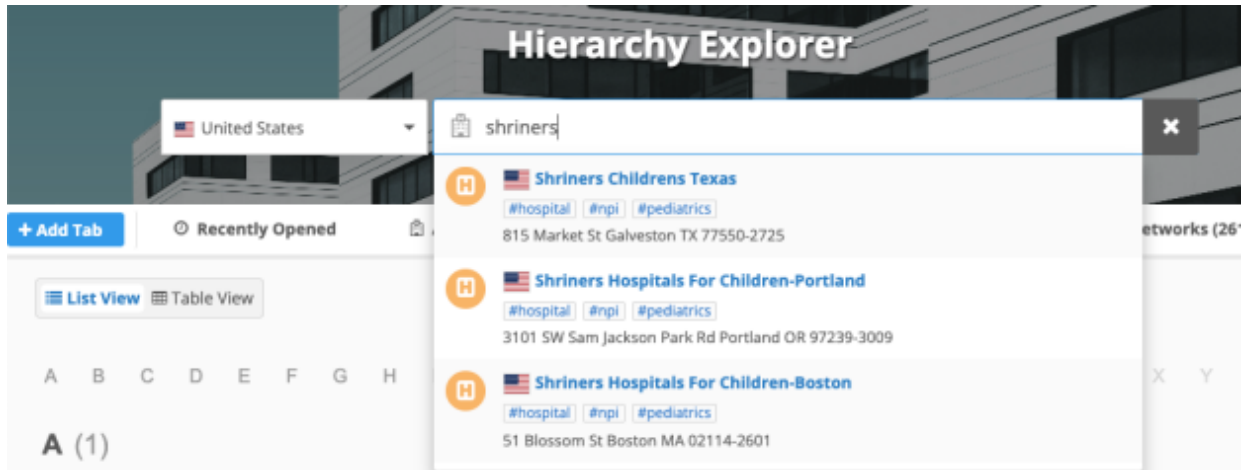 Hierarchy Explorer
United States
shriners
Shriners Childrens Texas
#hospital #npi #pediatrics
815 Market St Galveston TX 77550-2725
+ Add Tab Recently Opened
etworks (261
Shriners Hospitals For Children-Portland
#hospital #npi #pediatrics
3101 SW Sam Jackson Park Rd Portland OR 97239-3009
List View Table View
Shriners Hospitals For Children-Boston
#hospital #npi #pediatrics
51 Blossom St Boston MA 02114-2601
A B C D E F G H X Y
A (1)